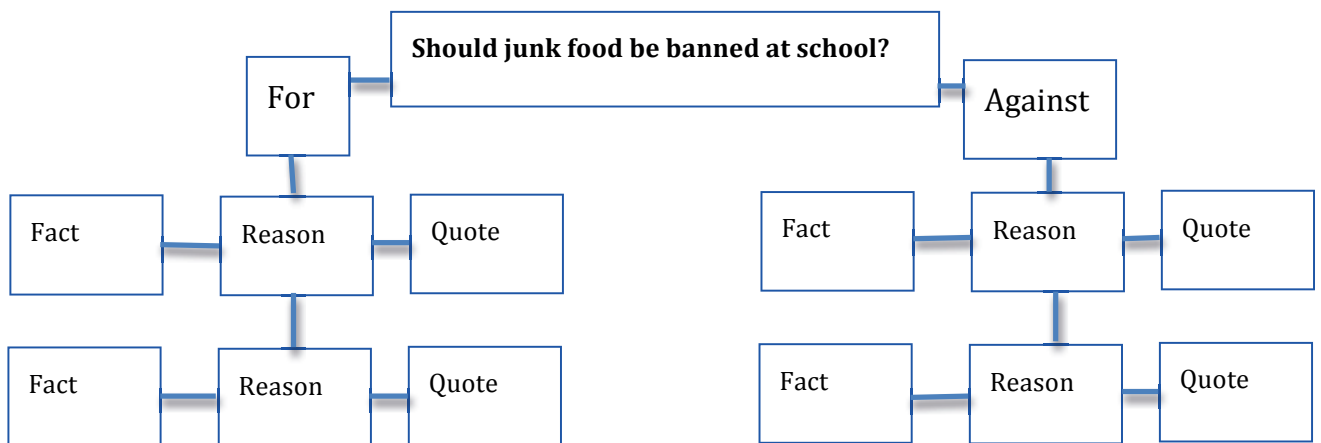 Should junk food be banned at school?
For
Against
Fact
Reason
Quote
Fact
Reason
Quote
Fact
Reason
Quote
Fact
Reason
Quote